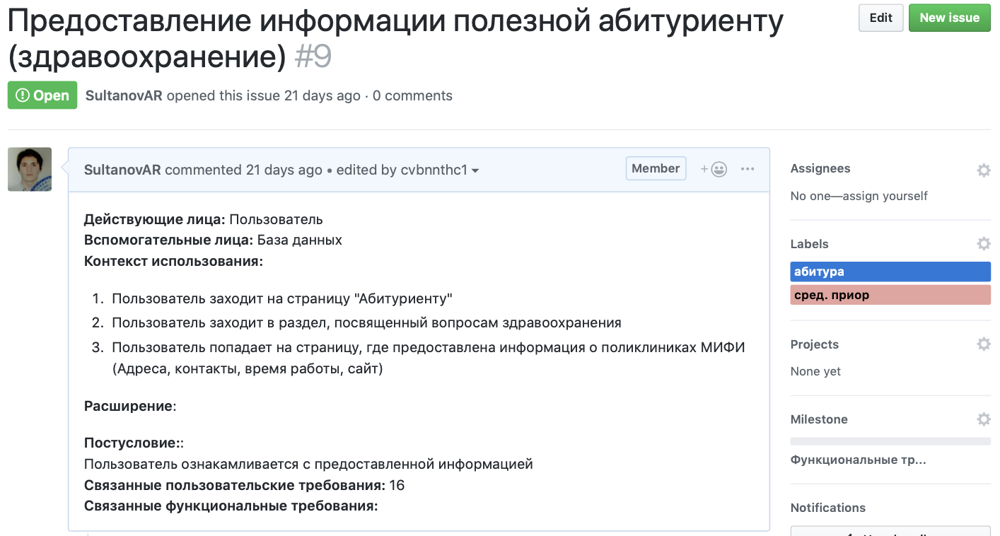 Предоставление информации полезной абитуриенту
(здравоохранение) #9
Edit
New issue
Open
SultanovAR opened this issue 21 days ago · 0 comments
SultanovAR commented 21 days ago • edited by cvbnnthc1
Member
Действующие лица: Пользователь
Вспомогательные лица: База данных
Контекст использования:
1. Пользователь заходит на страницу "Абитуриенту"
2. Пользователь заходит в раздел, посвященный вопросам здравоохранения
3. Пользователь попадает на страницу, где предоставлена информация о поликлиниках МИФИ
(Адреса, контакты, время работы, сайт)
Расширение:
Постусловие::
Пользователь ознакамливается с предоставленной информацией
Связанные пользовательские требования: 16
Связанные функциональные требования:
Assignees
No one—assign yourself
Labels
абитура
сред. приор
Projects
None yet
Milestone
Функциональные тр...
Notifications